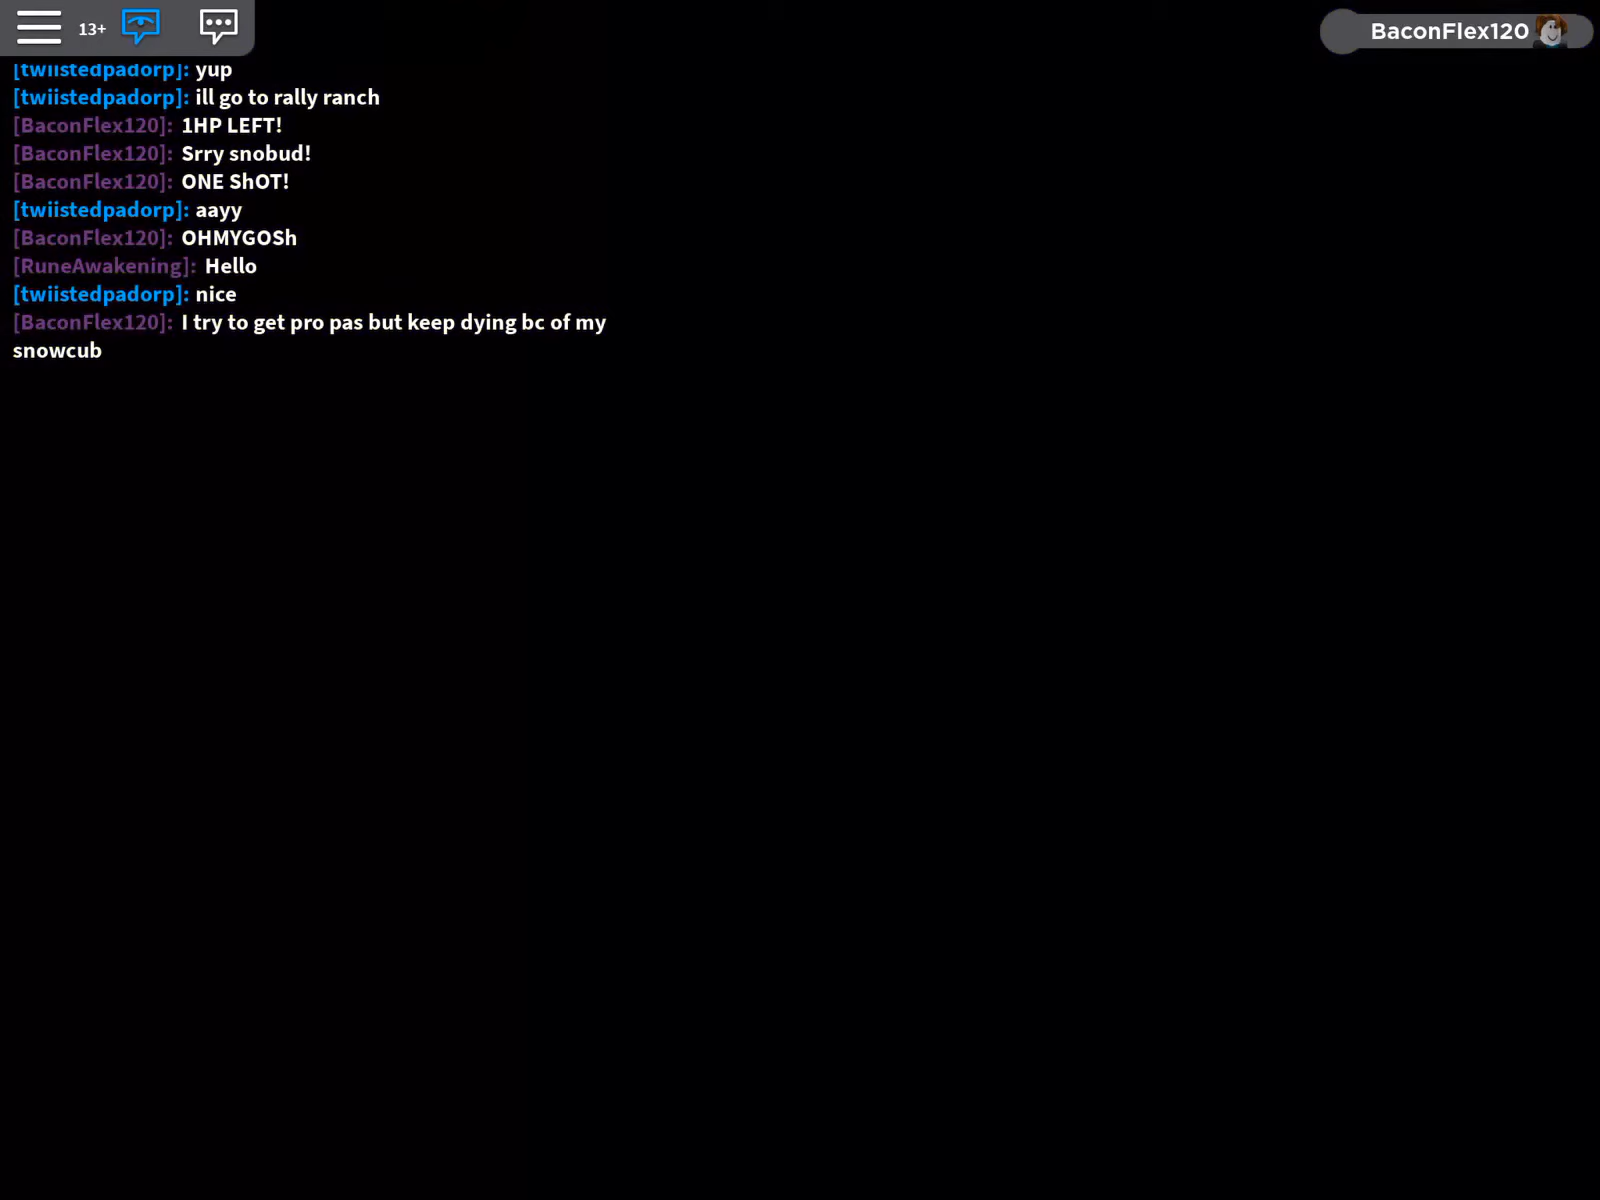 13+
BaconFlex120
[twiistedpadorp]: yup
[twiistedpadorp]: ill go to rally ranch
[BaconFlex120]: 1HP LEFT!
[BaconFlex120]: Srry snobud!
[BaconFlex120]: ONE ShOT!
[twiistedpadorp]: aayy
[BaconFlex120]: OHMYGOSh
[RuneAwakening]: Hello
[twiistedpadorp]: nice
[BaconFlex120]: I try to get pro pas but keep dying bc of my
snowcub